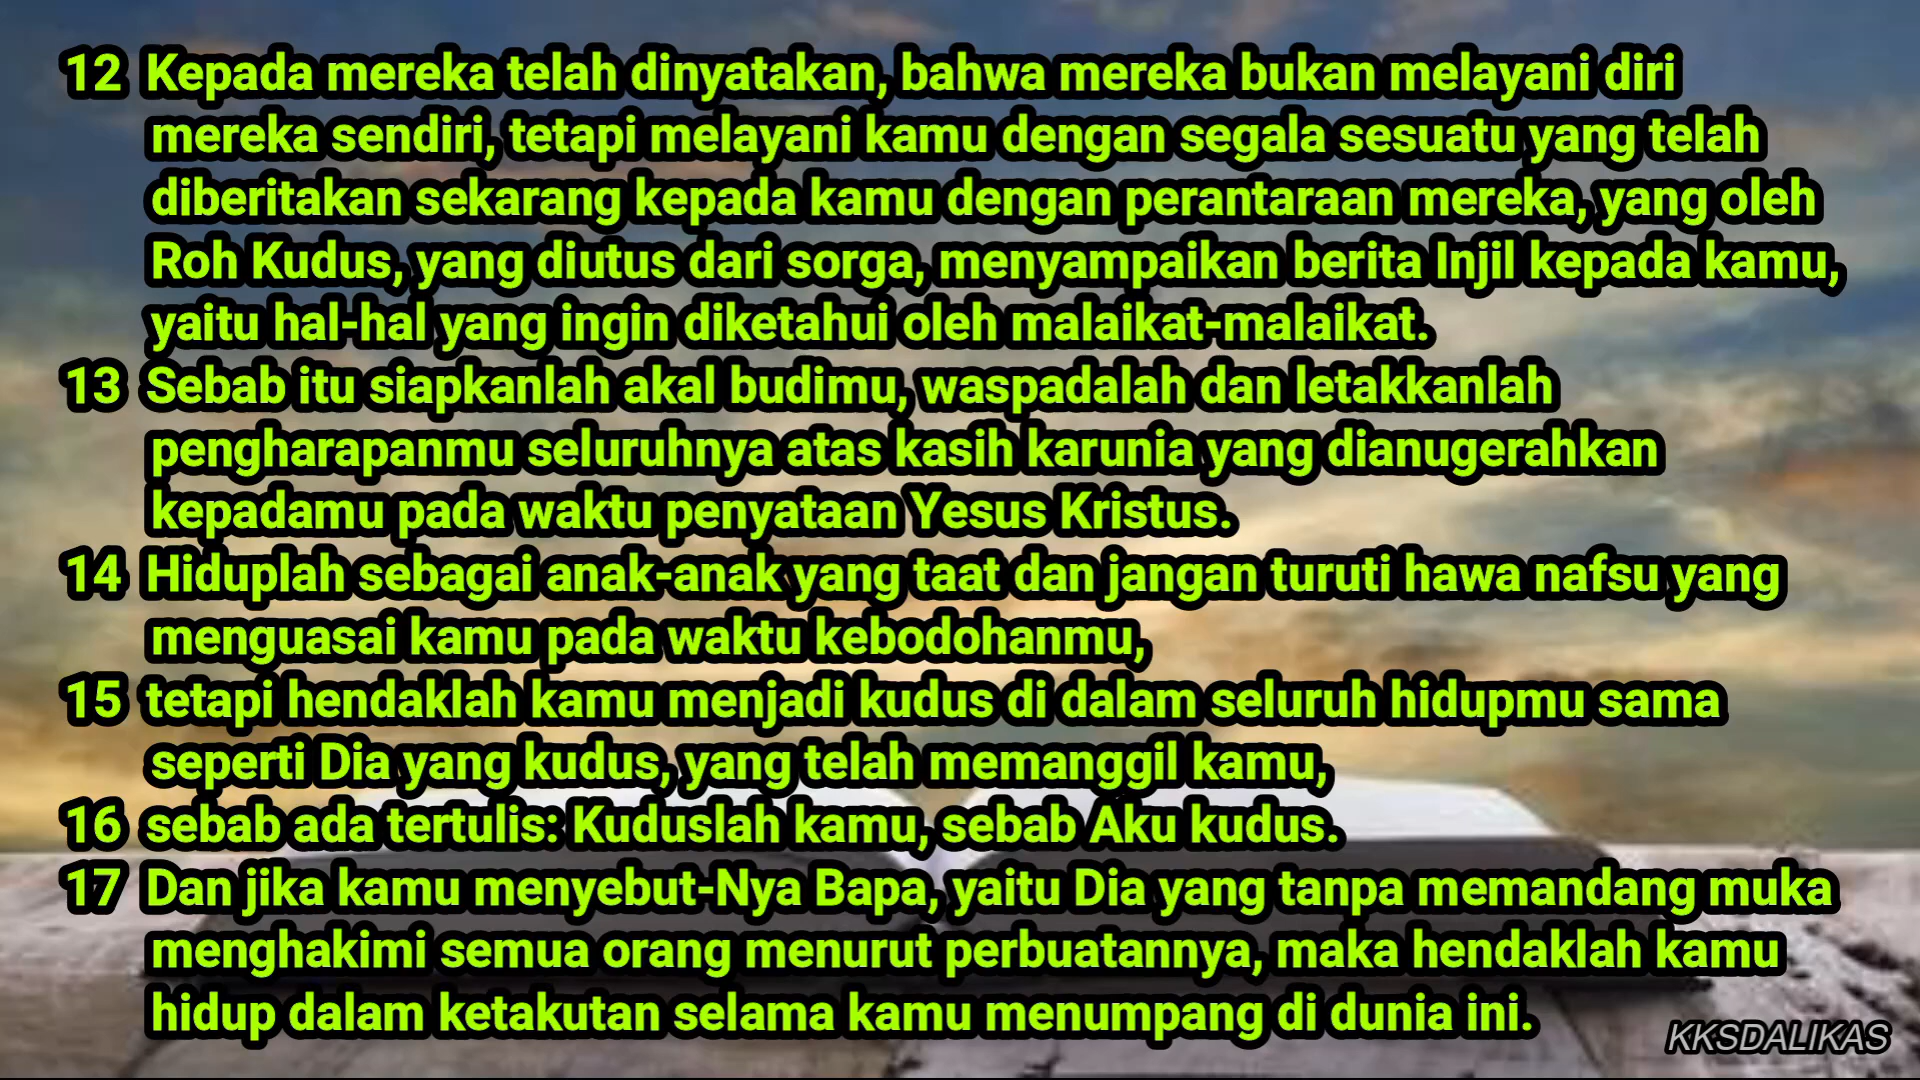 12 Kepada mereka telah dinyatakan, bahwa mereka bukan melayani diri
mereka sendiri, tetapi melayani kamu dengan segala sesuatu yang telah
diberitakan sekarang kepada kamu dengan perantaraan mereka, yang oleh
Roh Kudus, yang diutus dari sorga, menyampaikan berita Injil kepada kamu,
yaitu hal-hal yang ingin diketahui oleh malaikat-malaikat.
13 Sebab itu siapkanlah akal budimu, waspadalah dan letakkanlah
pengharapanmu seluruhnya atas kasih karunia yang dianugerahkan
kepadamu pada waktu penyataan Yesus Kristus.
14 Hiduplah sebagai anak-anak yang taat dan jangan turuti hawa nafsu yang
menguasai kamu pada waktu kebodohanmu,
15 tetapi hendaklah kamu menjadi kudus di dalam seluruh hidupmu sama
seperti Dia yang kudus, yang telah memanggil kamu,
16 sebab ada tertulis: Kuduslah kamu, sebab Aku kudus.
17 Dan jika kamu menyebut-Nya Bapa, yaitu Dia yang tanpa memandang muka
menghakimi semua orang menurut perbuatannya, maka hendaklah kamu
hidup dalam ketakutan selama kamu menumpang di dunia ini.
KKSDALIKAS